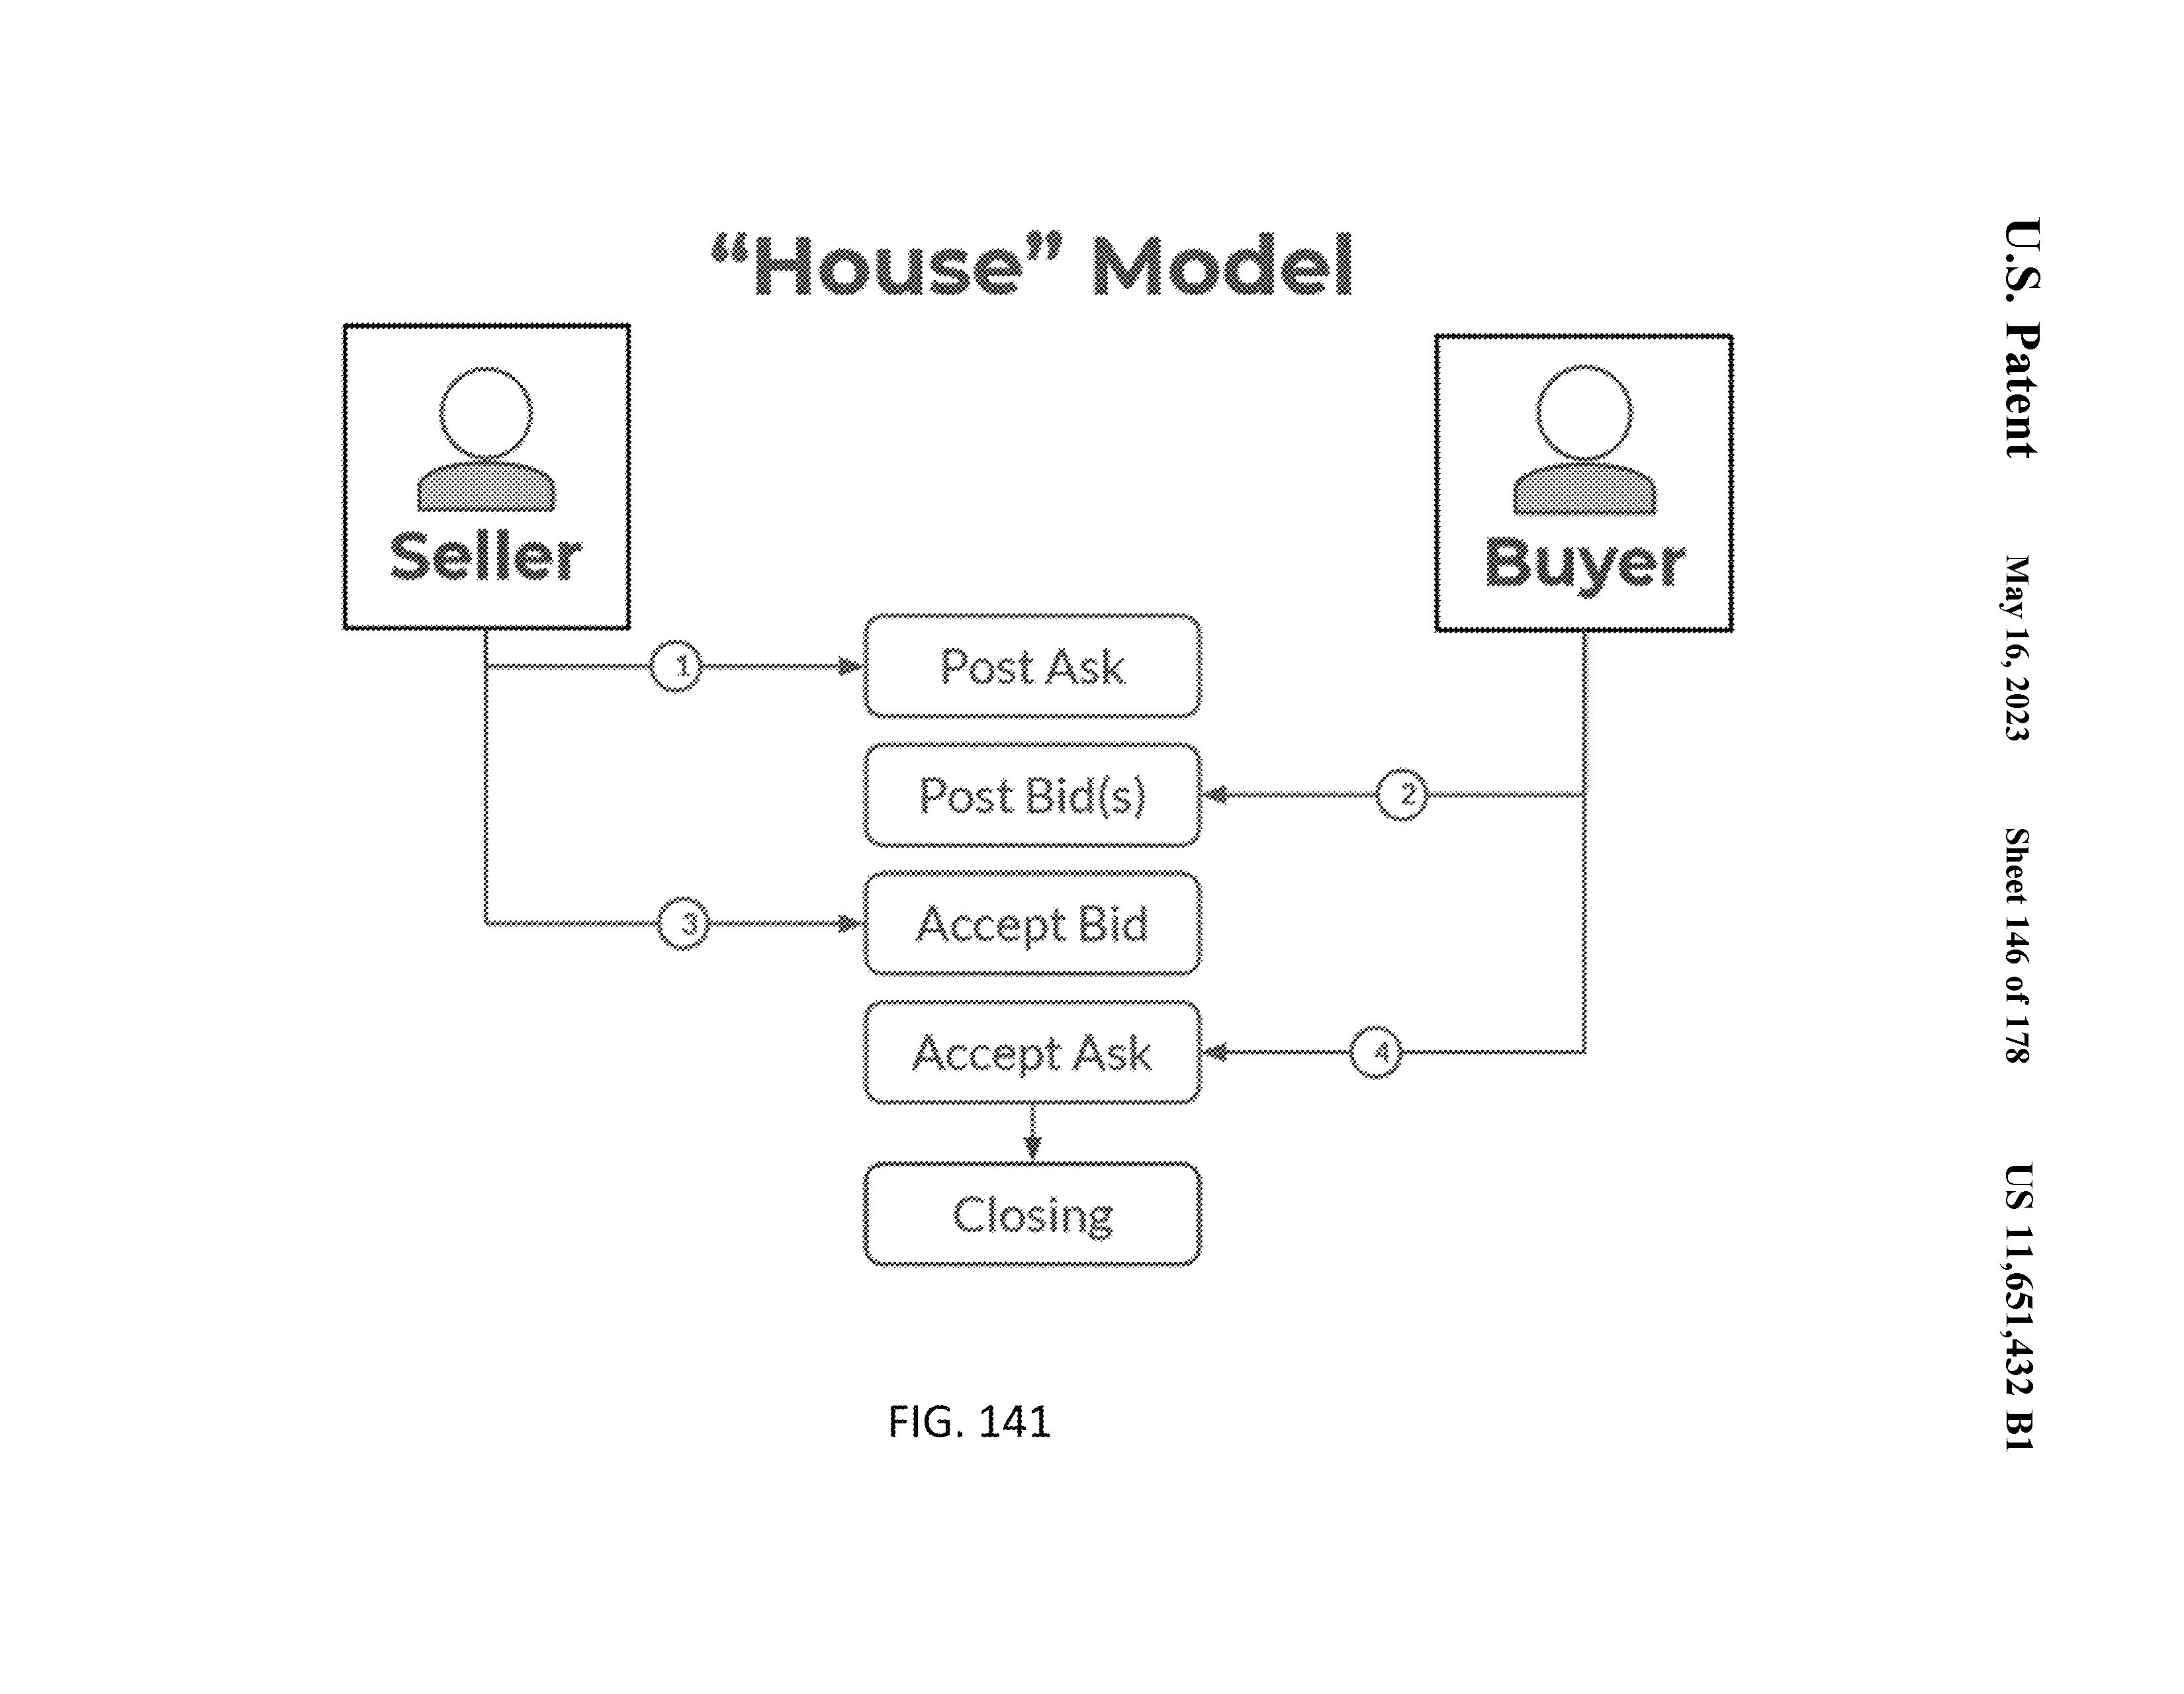 U.S. Patent May 16, 2023 Sheet 146 of 178 US 11,651,432 B1
“House” Model
Seller
Buyer
1
Post Ask
Post Bid(s)
2
3
Accept Bid
Accept Ask
4
Closing
FIG. 141